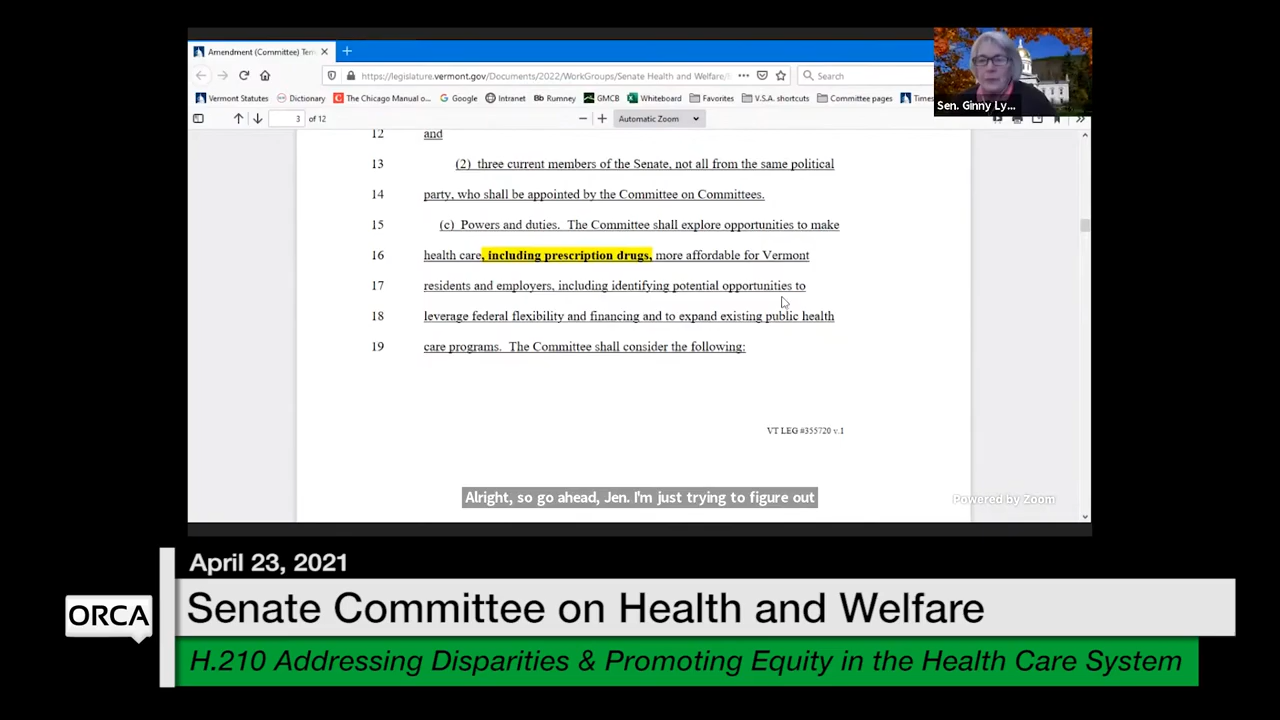 Amendment (Committee) Tem
https://legislature.vermont.gov/Documents/2022/WorkGroups/Senate Health and Welfare/
Search
Vermont Statutes Dictionary The Chicago Manual o... Google Intranet Bb Rumney GMCB Whiteboard Favorites V.S.A. shortcuts Committee pages Times
3 of 12 Automatic Zoom
Sen. Ginny Ly...
12 and
13 (2) three current members of the Senate, not all from the same political
14 party, who shall be appointed by the Committee on Committees.
15 (c) Powers and duties. The Committee shall explore opportunities to make
16 health care, including prescription drugs, more affordable for Vermont
17 residents and employers, including identifying potential opportunities to
18 leverage federal flexibility and financing and to expand existing public health
19 care programs. The Committee shall consider the following:
VT LEG #355720 v.1
Alright, so go ahead, Jen. I'm just trying to figure out
Powered by Zoom
April 23, 2021
ORCA
Senate Committee on Health and Welfare
H.210 Addressing Disparities & Promoting Equity in the Health Care System